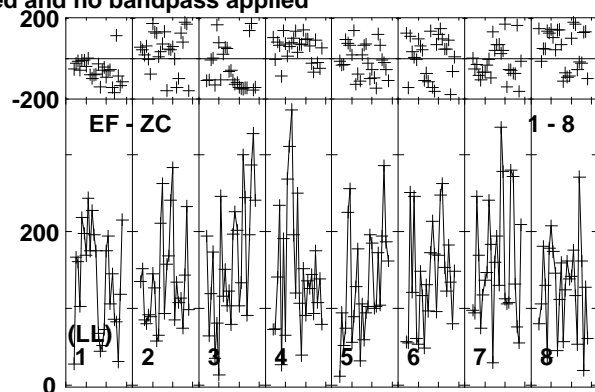 ed and no bandpass applied
200
-200
EF - ZC 1 - 8
200
(LL)
1 2 3 4 5 6 7 8
0